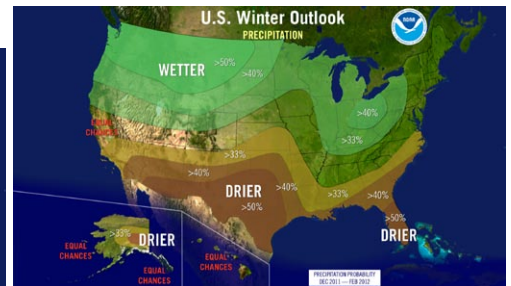 U.S. Winter Outlook
PRECIPITATION
NOAA
>50%
WETTER
>40%
>40%
EQUAL
CHANCES
>33%
>33%
>40%
DRIER
>40%
>33%
>40%
>50%
>50%
DRIER
>33%
DRIER
EQUAL
CHANCES
EQUAL
CHANCES
EQUAL
CHANCES
PRECIPITATION PROBABILITY
DEC 2011 — FEB 2012